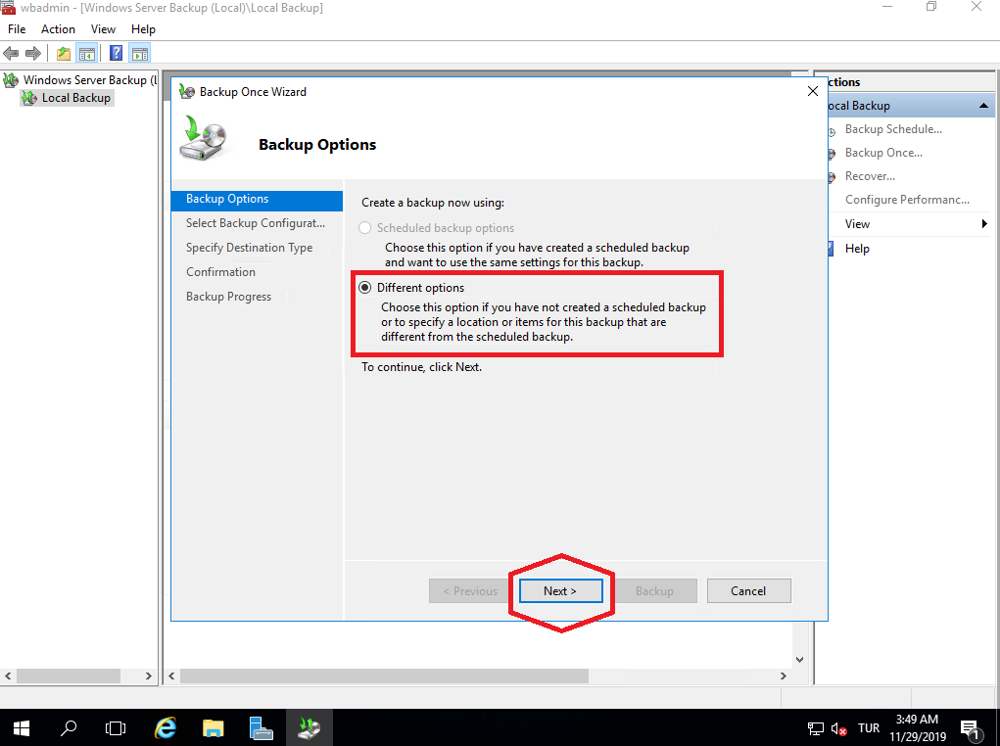 wbadmin - [Windows Server Backup (Local)\Local Backup]
File Action View Help
Windows Server Backup (L
Local Backup
Backup Once Wizard
Backup Options
Backup Options
Select Backup Configurat...
Specify Destination Type
Confirmation
Backup Progress
Create a backup now using:
Scheduled backup options
Choose this option if you have created a scheduled backup
and want to use the same settings for this backup.
Different options
Choose this option if you have not created a scheduled backup
or to specify a location or items for this backup that are
different from the scheduled backup.
To continue, click Next.
< Previous
Next >
Backup
Cancel
ctions
ocal Backup
Backup Schedule...
Backup Once...
Recover...
Configure Performanc...
View
Help
TUR
3:49 AM
11/29/2019
1